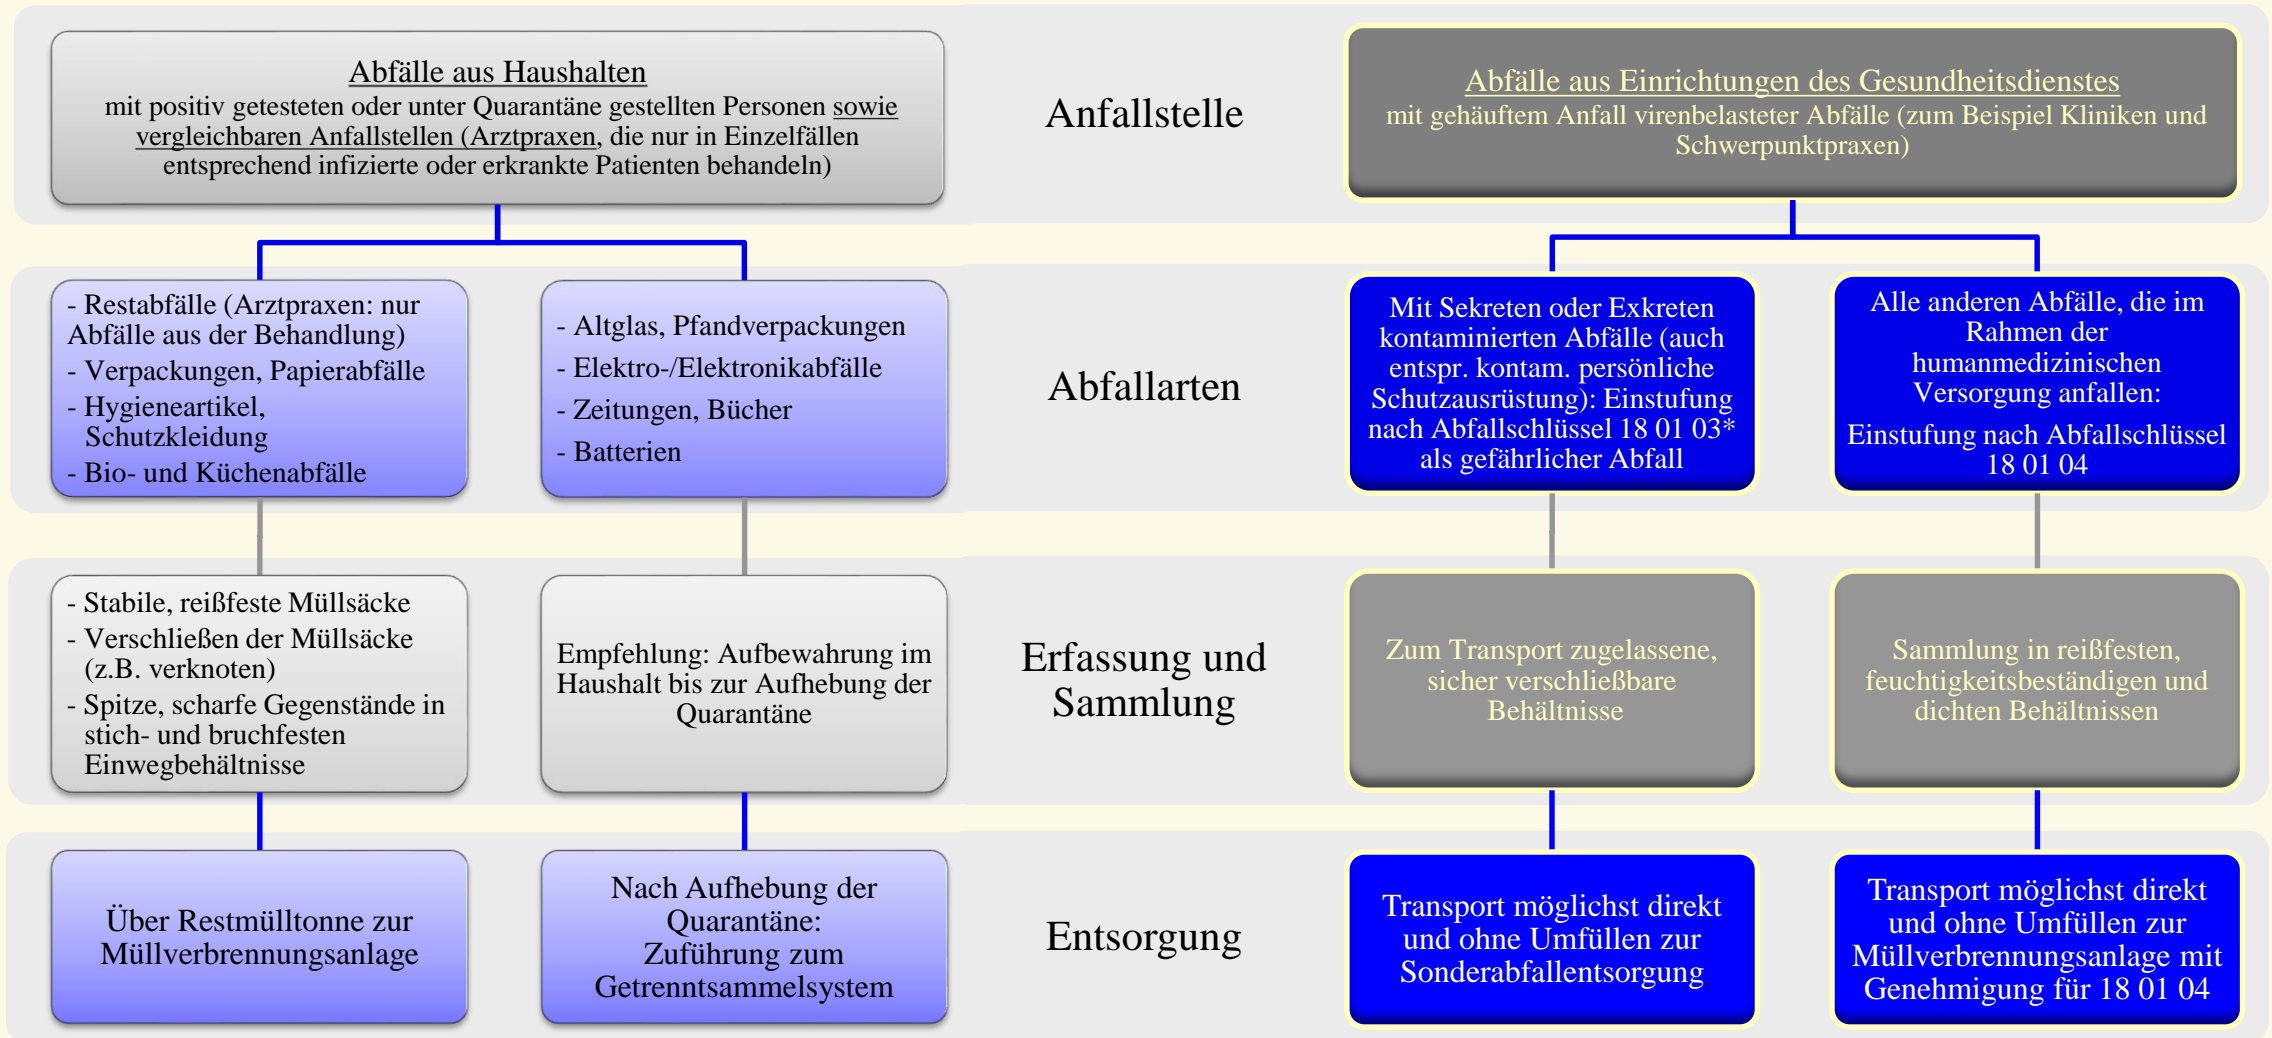 Abfälle aus Haushalten
mit positiv getesteten oder unter Quarantäne gestellten Personen sowie
vergleichbaren Anfallstellen (Arztpraxen, die nur in Einzelfällen
entsprechend infizierte oder erkrankte Patienten behandeln)
Anfallstelle
Abfälle aus Einrichtungen des Gesundheitsdienstes
mit gehäuftem Anfall virenbelasteter Abfälle (zum Beispiel Kliniken und
Schwerpunktpraxen)
- Restabfälle (Arztpraxen: nur
Abfälle aus der Behandlung)
- Verpackungen, Papierabfälle
- Hygieneartikel,
Schutzkleidung
- Bio- und Küchenabfälle
- Altglas, Pfandverpackungen
- Elektro-/Elektronikabfälle
- Zeitungen, Bücher
- Batterien
Abfallarten
Mit Sekreten oder Exkreten
kontaminierten Abfälle (auch
entspr. kontam. persönliche
Schutzausrüstung): Einstufung
nach Abfallschlüssel 18 01 03*
als gefährlicher Abfall
Alle anderen Abfälle, die im
Rahmen der
humanmedizinischen
Versorgung anfallen:
Einstufung nach Abfallschlüssel
18 01 04
- Stabile, reißfeste Müllsäcke
- Verschließen der Müllsäcke
(z.B. verknoten)
- Spitze, scharfe Gegenstände in
stich- und bruchfesten
Einwegbehältnisse
Empfehlung: Aufbewahrung im
Haushalt bis zur Aufhebung der
Quarantäne
Erfassung und
Sammlung
Zum Transport zugelassene,
sicher verschließbare
Behältnisse
Sammlung in reißfesten,
feuchtigkeitsbeständigen und
dichten Behältnissen
Über Restmülltonne zur
Müllverbrennungsanlage
Nach Aufhebung der
Quarantäne:
Zuführung zum
Getrenntsammelsystem
Entsorgung
Transport möglichst direkt
und ohne Umfüllen zur
Sonderabfallentsorgung
Transport möglichst direkt
und ohne Umfüllen zur
Müllverbrennungsanlage mit
Genehmigung für 18 01 04